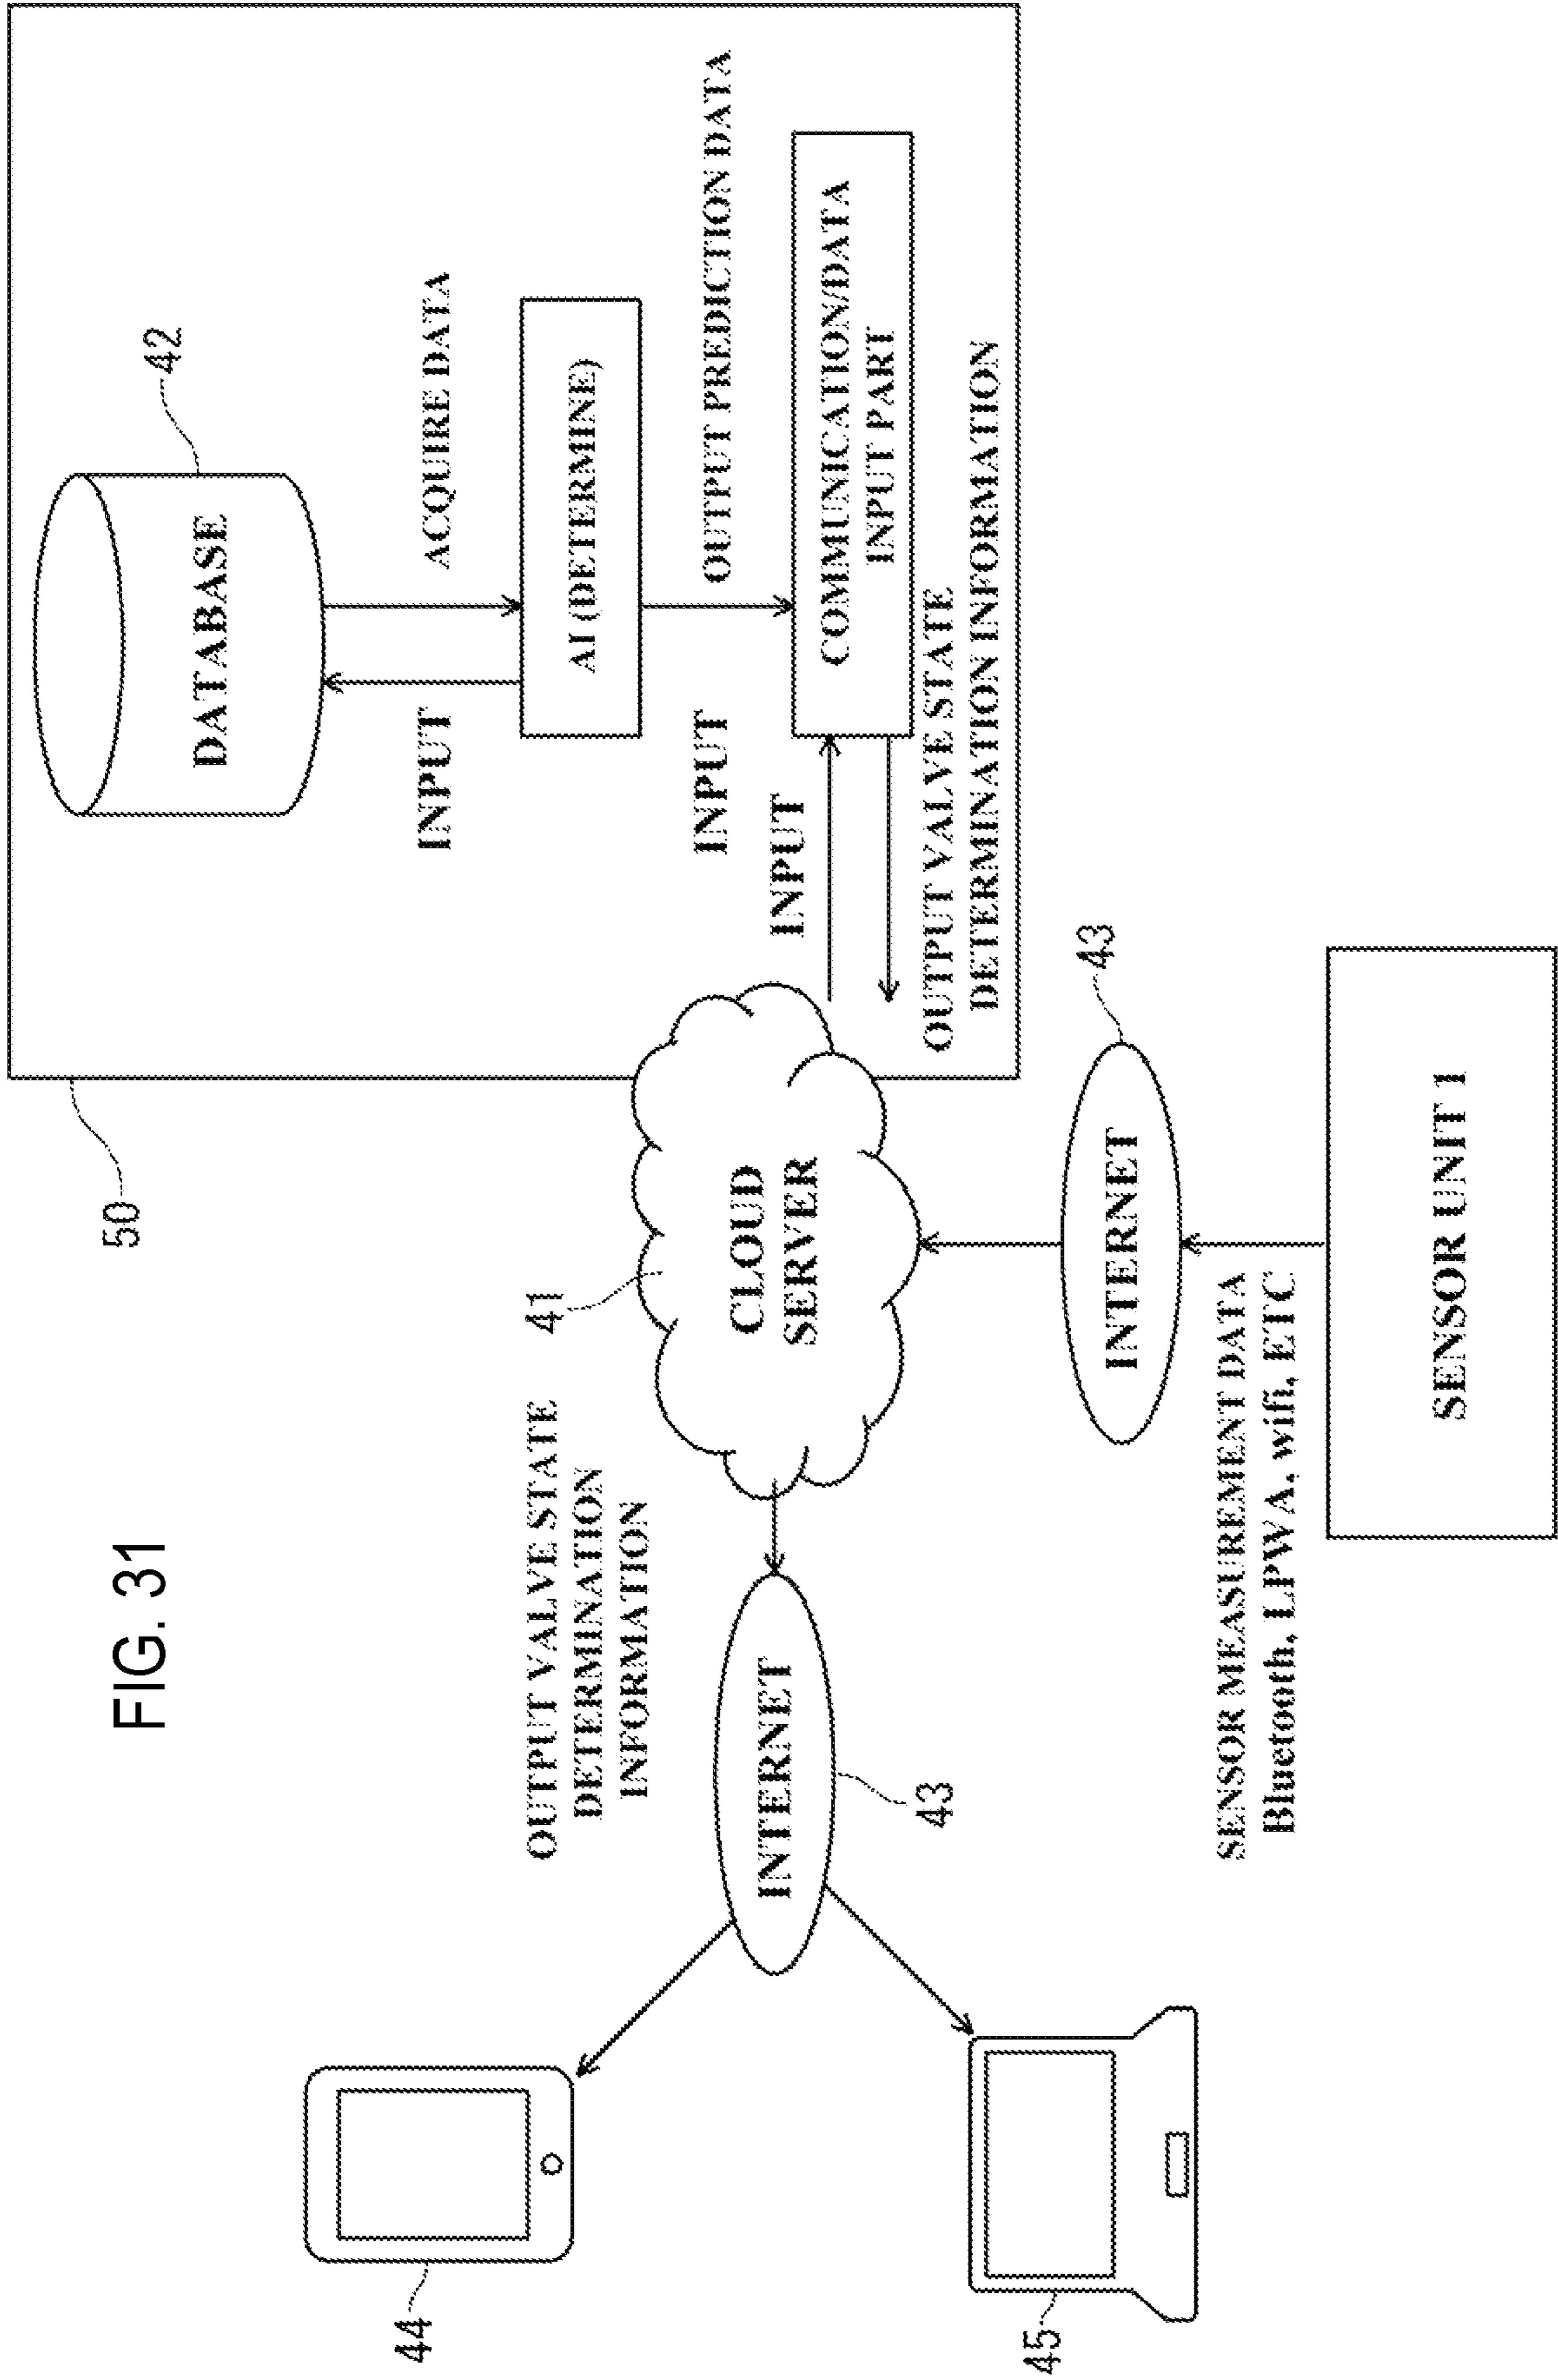 FIG. 31
50
42
DATABASE
INPUT
ACQUIRE DATA
AI (DETERMINE)
INPUT
OUTPUT PREDICTION DATA
INPUT
COMMUNICATION/DATA
INPUT PART
OUTPUT VALVE STATE
DETERMINATION INFORMATION
41
CLOUD
SERVER
OUTPUT VALVE STATE
DETERMINATION
INFORMATION
INTERNET
43
44
45
INTERNET
43
SENSOR MEASUREMENT DATA
Bluetooth, LPWA, wifi, ETC
SENSOR UNIT 1